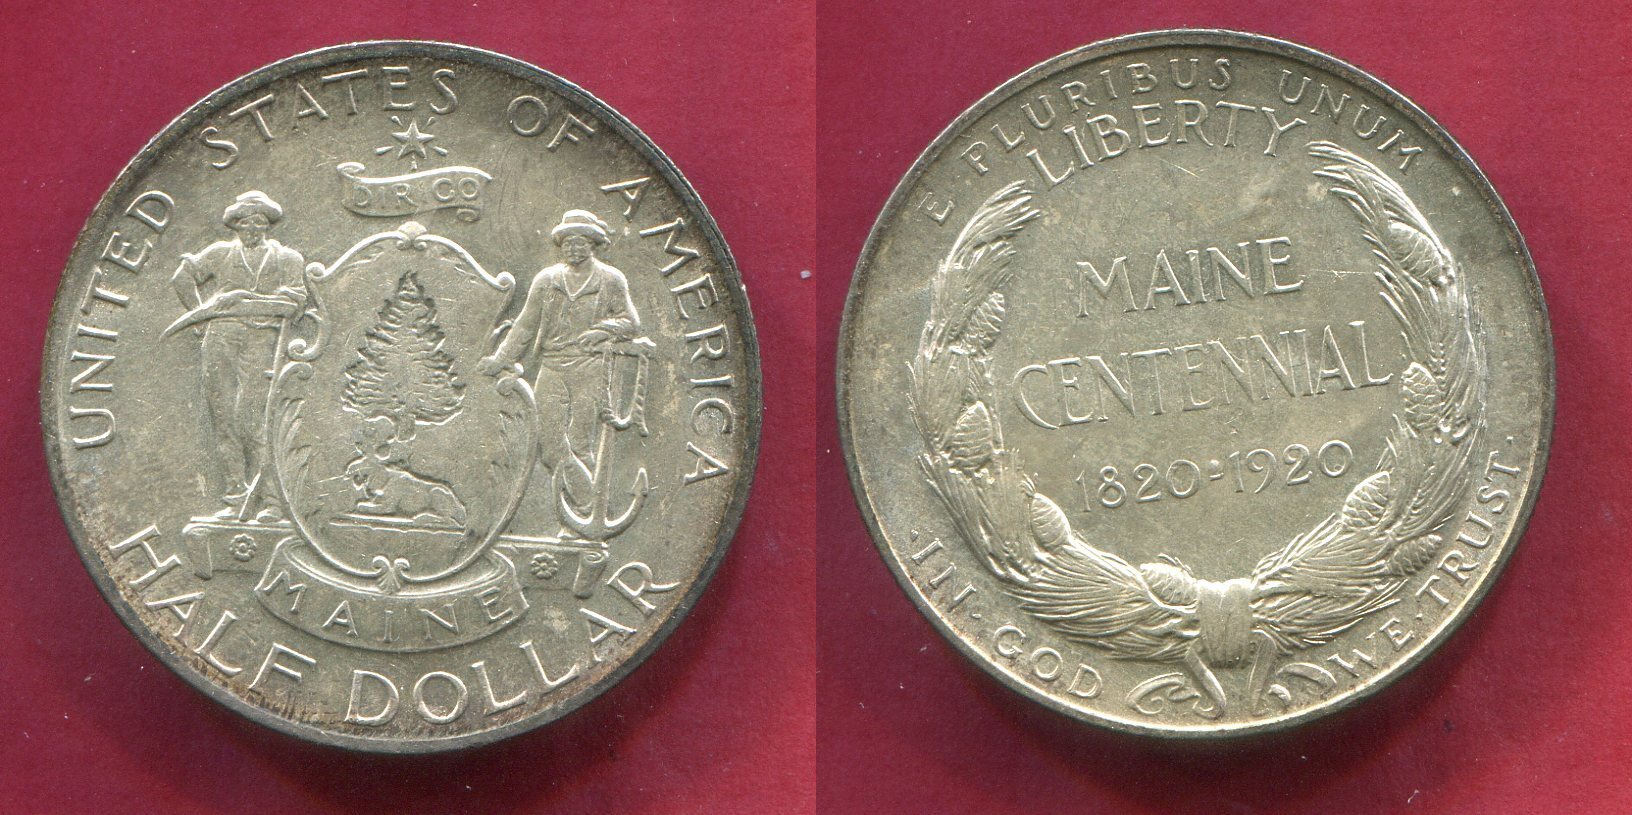 UNITED STATES OF AMERICA
DIRIGO
MAINE
HALF DOLLAR
E PLURIBUS UNUM
LIBERTY
MAINE
CENTENNIAL
1820-1920
·IN·GOD WE·TRUST·